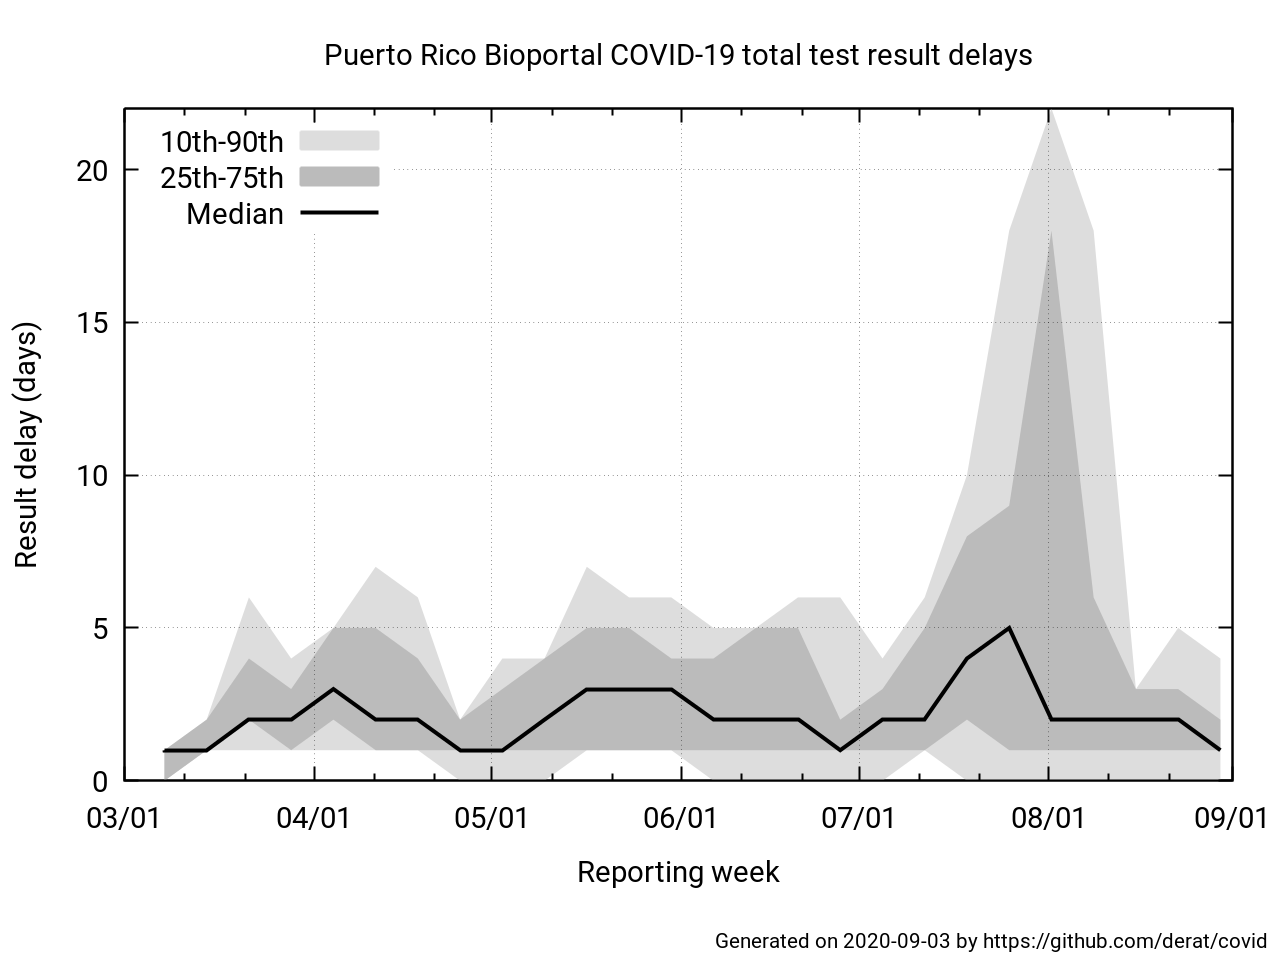 Puerto Rico Bioportal COVID-19 total test result delays
10th-90th
25th-75th
Median
20
15
10
5
0
Result delay (days)
03/01 04/01 05/01 06/01 07/01 08/01 09/01
Reporting week
Generated on 2020-09-03 by https://github.com/derat/covid